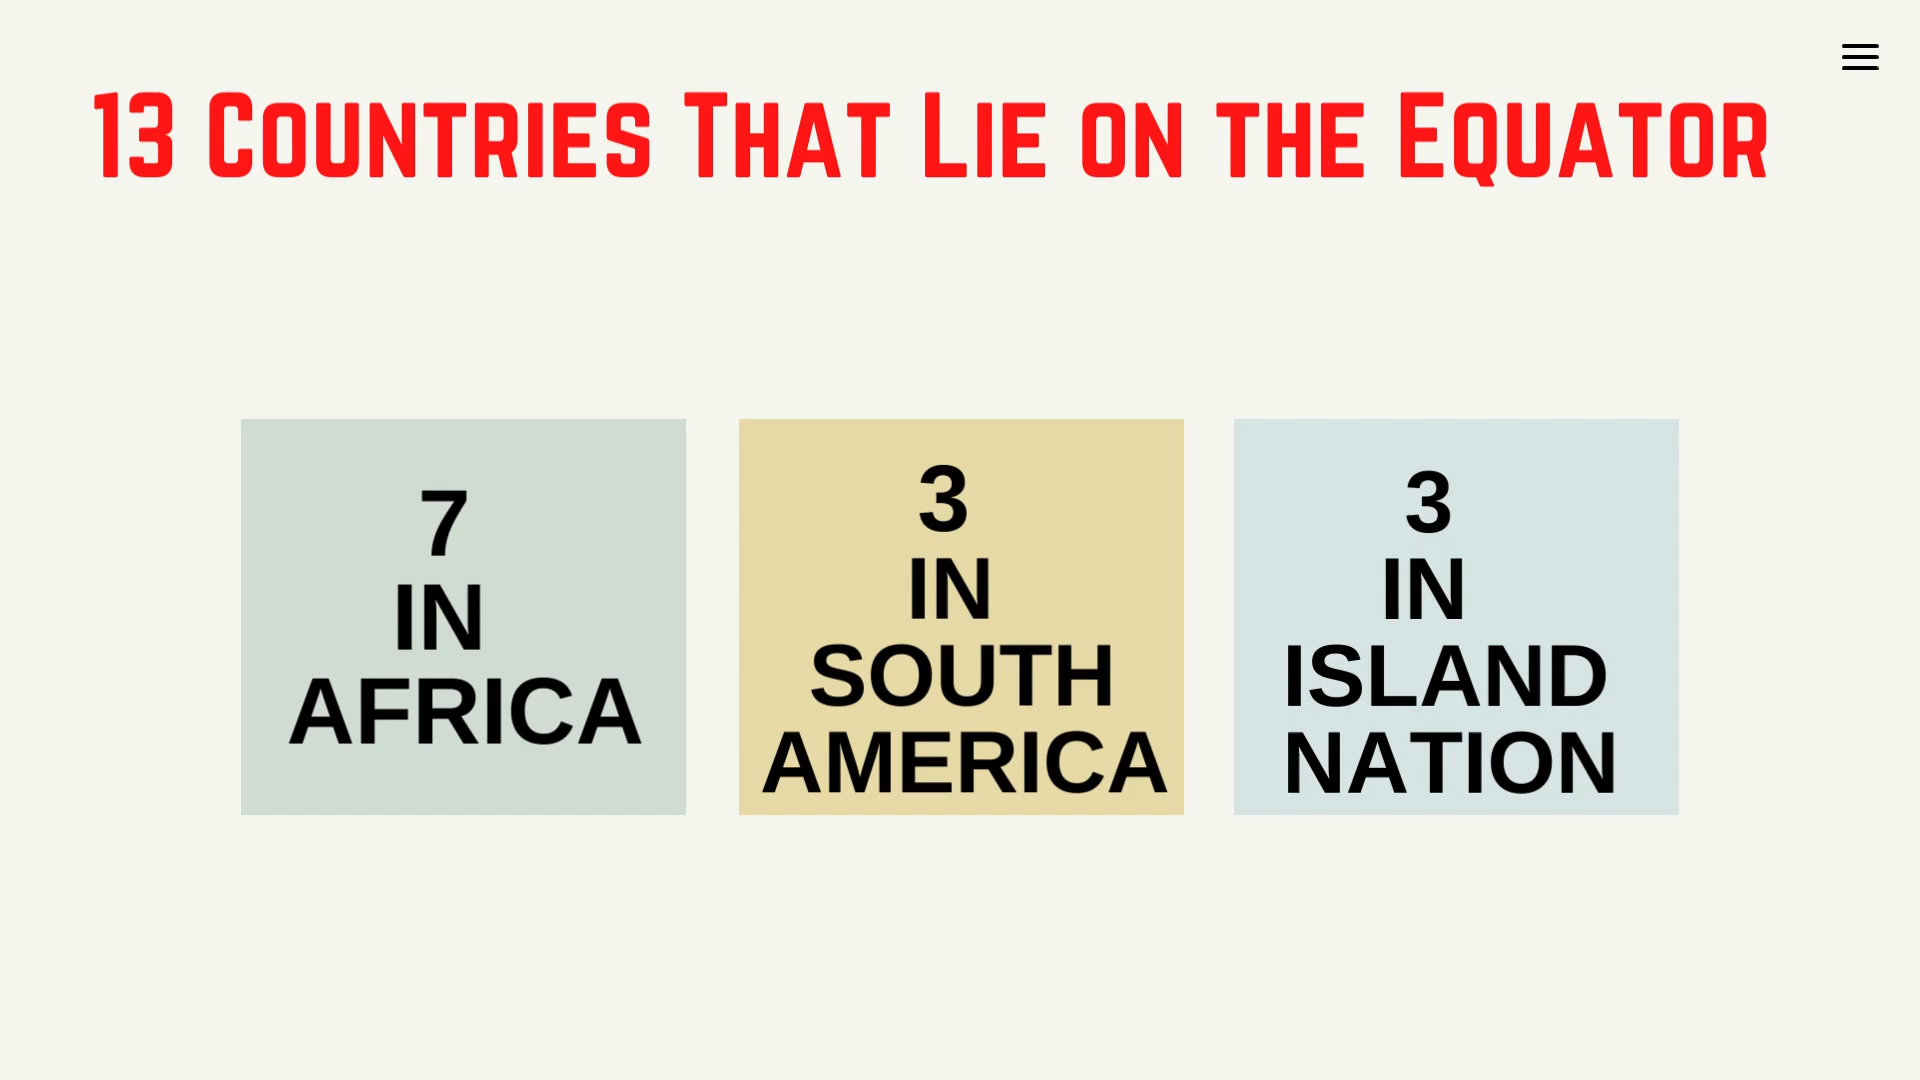 13 Countries That Lie on the Equator
7
IN
AFRICA
3
IN
SOUTH
AMERICA
3
IN
ISLAND
NATION